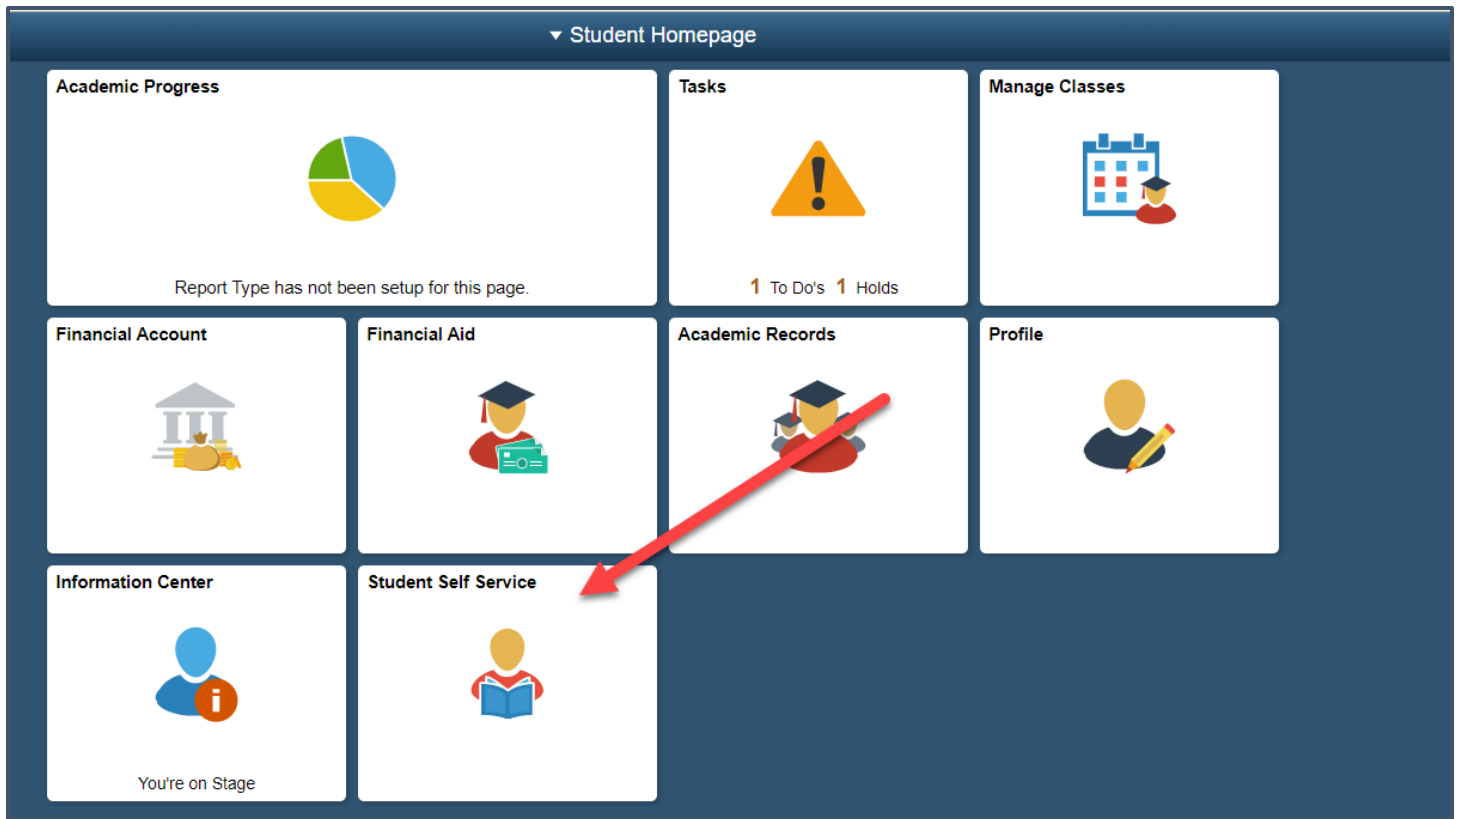 Student Homepage
Academic Progress
Tasks
Manage Classes
Report Type has not been setup for this page.
1 To Do's 1 Holds
Financial Account
Financial Aid
Academic Records
Profile
Information Center
Student Self Service
i
You're on Stage